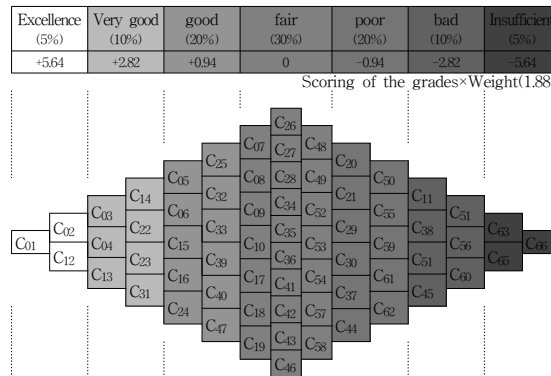 Excellence Very good good fair poor bad Insufficient
(5%) (10%) (20%) (30%) (20%) (10%) (5%)
+5.64 +2.82 +0.94 0 -0.94 -2.82 -5.64
Scoring of the grades×Weight(1.88
C01
C02
C12
C03
C04
C13
C14
C22
C23
C31
C05
C06
C15
C16
C24
C25
C32
C33
C39
C40
C47
C07
C08
C09
C10
C17
C18
C19
C26
C27
C28
C34
C35
C41
C42
C43
C46
C48
C49
C52
C53
C54
C57
C58
C20
C21
C29
C30
C37
C44
C50
C55
C59
C61
C62
C11
C38
C51
C45
C51
C56
C60
C63
C65
C66